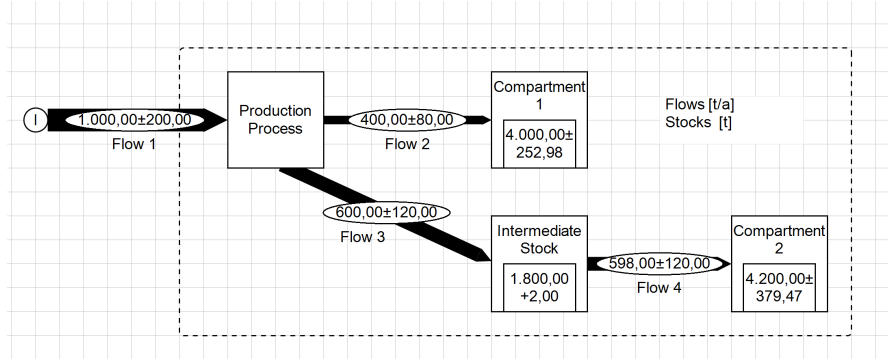 I
1.000,00±200,00
Flow 1
Production
Process
400,00±80,00
Flow 2
Compartment
1
4.000,00±
252,98
Flows [t/a]
Stocks [t]
600,00±120,00
Flow 3
Intermediate
Stock
1.800,00
+2,00
598,00±120,00
Flow 4
Compartment
2
4.200,00±
379,47